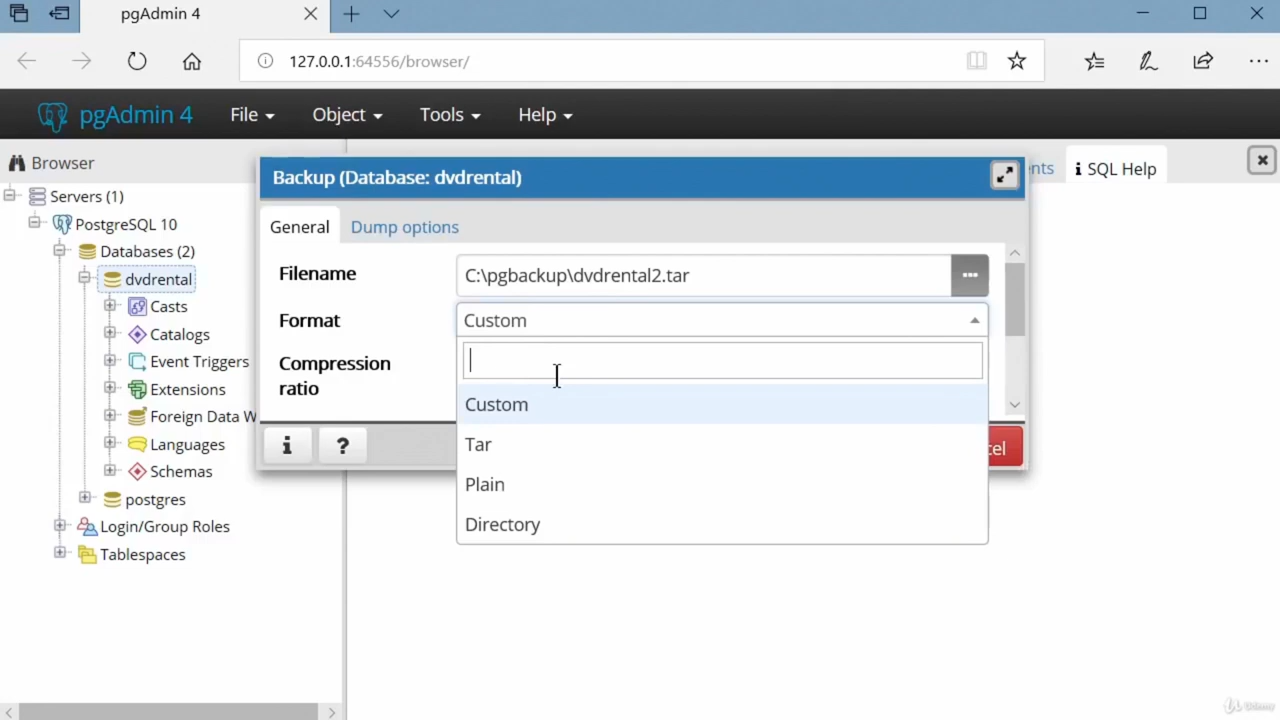 pgAdmin 4
127.0.0.1:64556/browser/
pgAdmin 4 File Object Tools Help
Browser
nts
SQL Help
Servers (1)
PostgreSQL 10
Databases (2)
dvdrental
Casts
Catalogs
Event Triggers
Extensions
Foreign Data W
Languages
Schemas
postgres
Login/Group Roles
Tablespaces
Backup (Database: dvdrental)
General Dump options
Filename C:\pgbackup\dvdrental2.tar
Format Custom
Compression
ratio
Custom
Tar
Plain
Directory
cel
Udemy